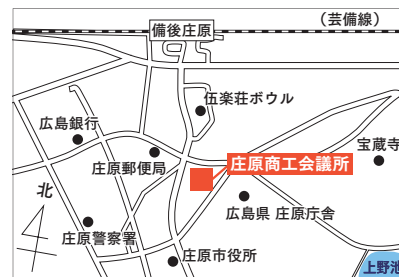 (芸備線)
備後庄原
伍楽荘ボウル
広島銀行
庄原郵便局
庄原商工会議所
宝蔵寺
北
広島県 庄原庁舎
庄原警察署
庄原市役所
上野池